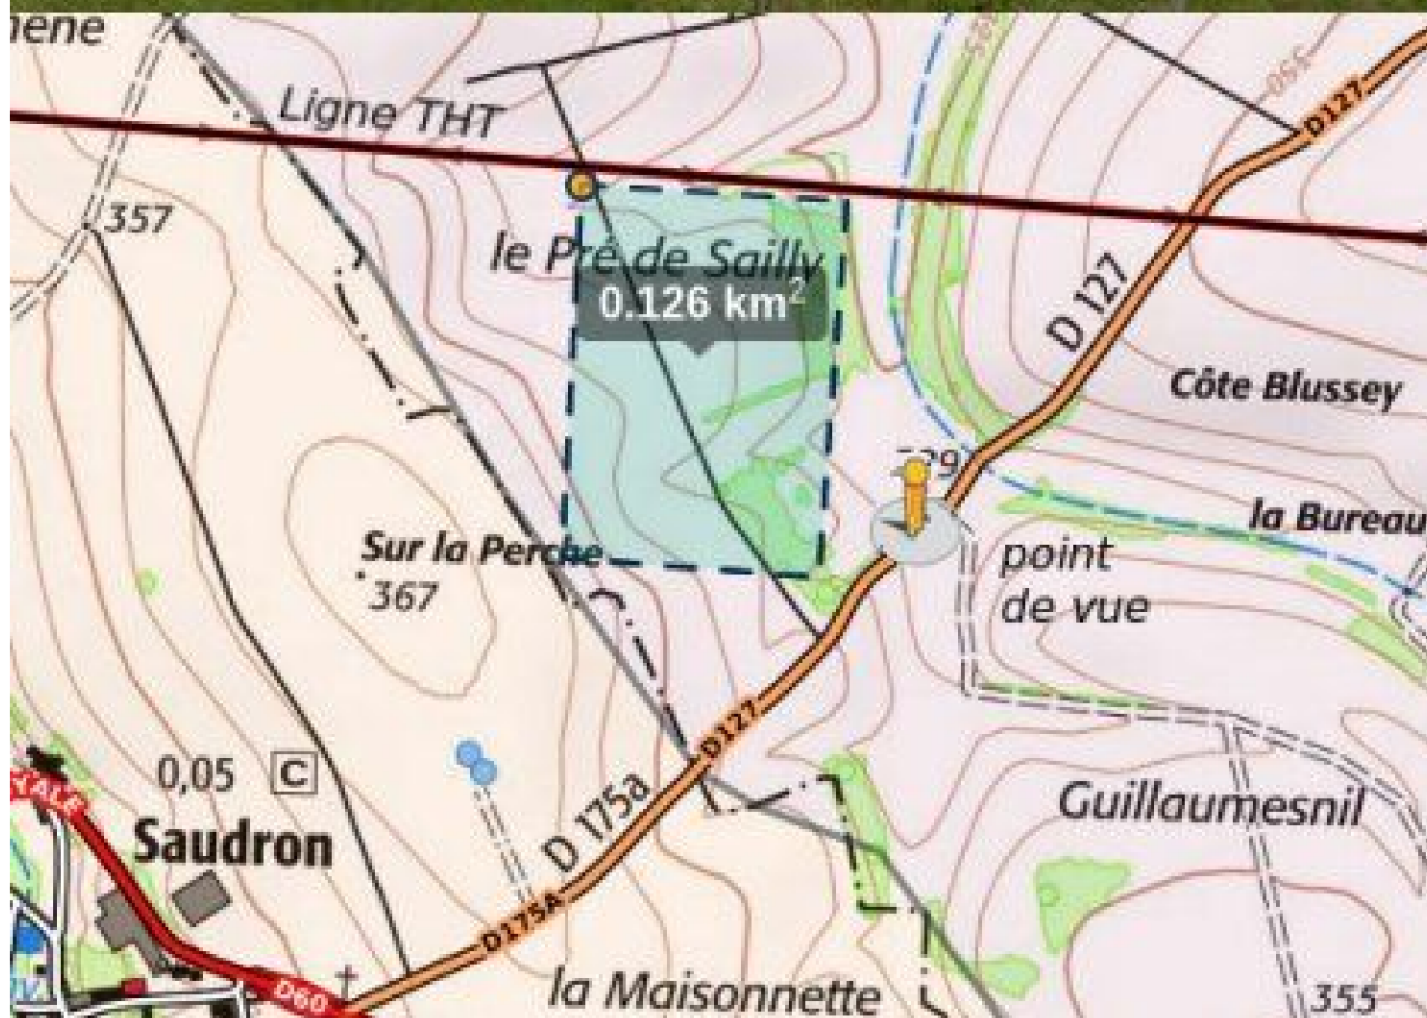 Ligne THT
D127
357
le Pré de Sailly
0.126 km²
D 127
Côte Blussey
la Bureau
Sur la Perche
367
point
de vue
D127
0,05 C
D 175a
Guillaumesnil
Saudron
D175A
la Maisonnette
D60
355